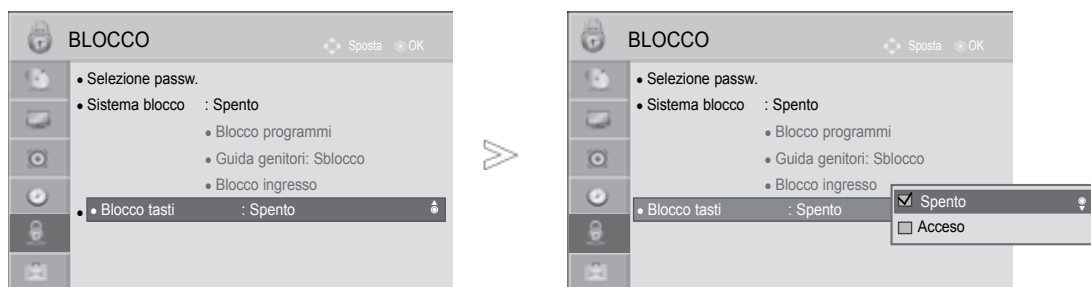 BLOCCO Sposta OK
• Selezione passw.
• Sistema blocco : Spento
• Blocco programmi
• Guida genitori: Sblocco
• Blocco ingresso
• • Blocco tasti : Spento
BLOCCO Sposta OK
• Selezione passw.
• Sistema blocco : Spento
• Blocco programmi
• Guida genitori: Sblocco
• Blocco ingresso
• Blocco tasti : Spento
Spento
Acceso